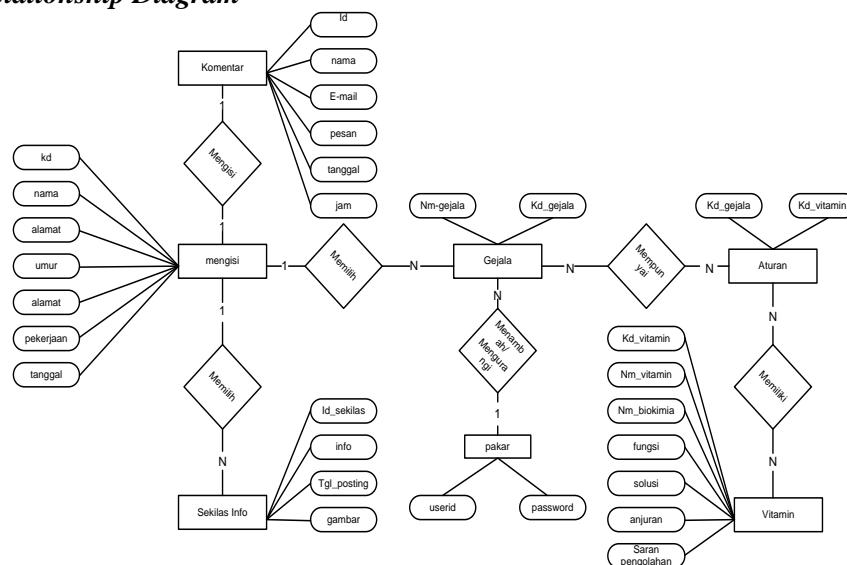 lationship Diagram
Id
nama
E-mail
pesan
tanggal
jam
Komentar
1
Mengisi
1
kd
nama
alamat
umur
alamat
pekerjaan
tanggal
mengisi
1
Memilih
N
Nm-gejala
Kd_gejala
Gejala
N
Mempun
yai
N
Kd_gejala
Kd_vitamin
Aturan
1
Memilih
N
Sekilas Info
Id_sekilas
info
Tgl_posting
gambar
N
Menamb
ah/
Mengura
ngi
1
pakar
userid
password
N
Memiliki
N
Kd_vitamin
Nm_vitamin
Nm_biokimia
fungsi
solusi
anjuran
Saran
pengolahan
Vitamin